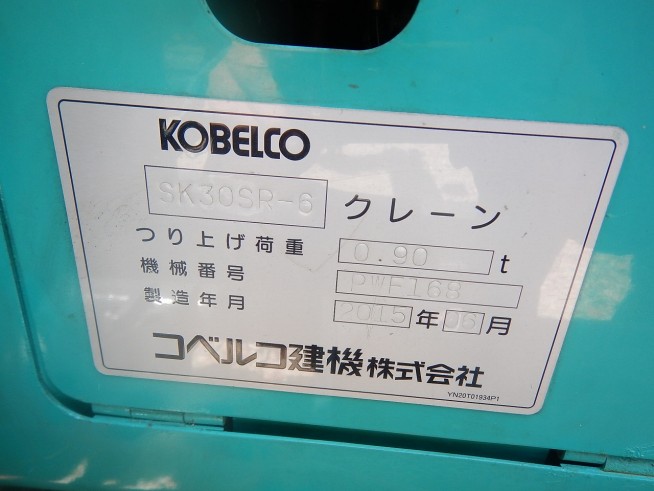 KOBELCO
SK30SR-6 クレーン
つり上げ荷重 0.90 t
機械番号 PWF168
製造年月 2015 年 06 月
コベルコ建機株式会社
YN20T01934P1